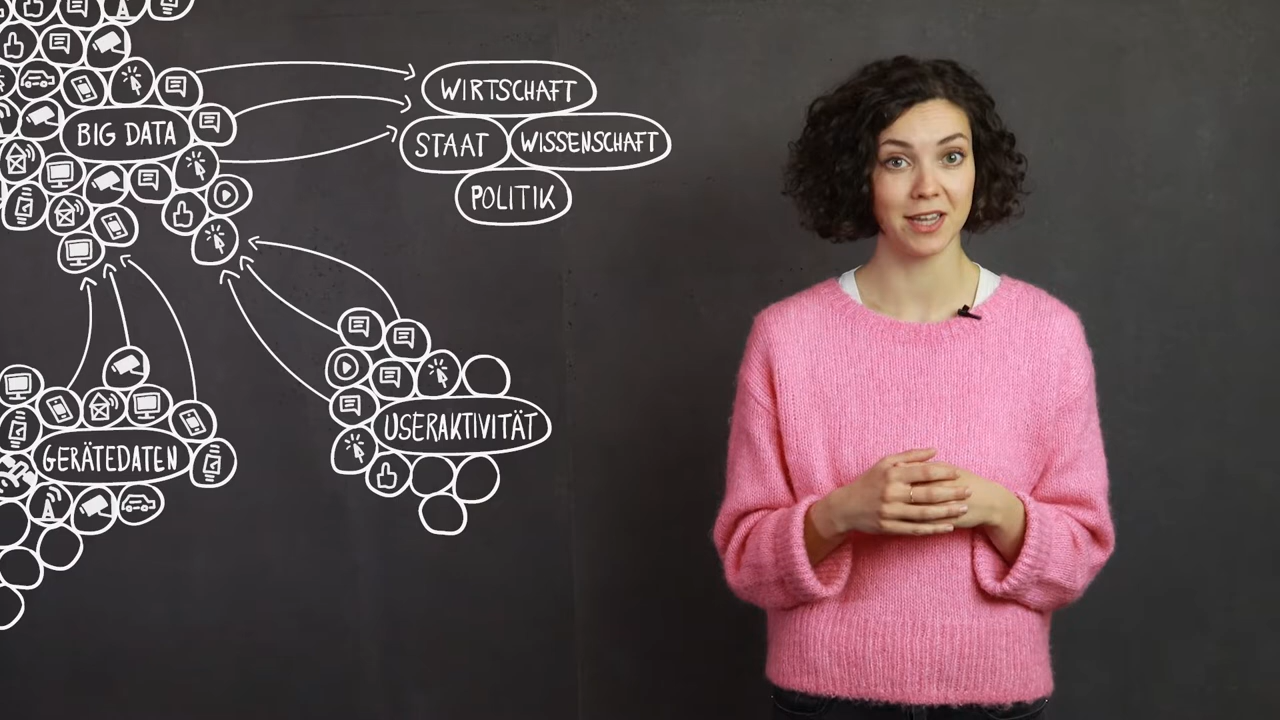 WIRTSCHAFT
BIG DATA
STAAT WISSENSCHAFT
POLITIK
USERAKTIVITÄT
GERÄTEDATEN